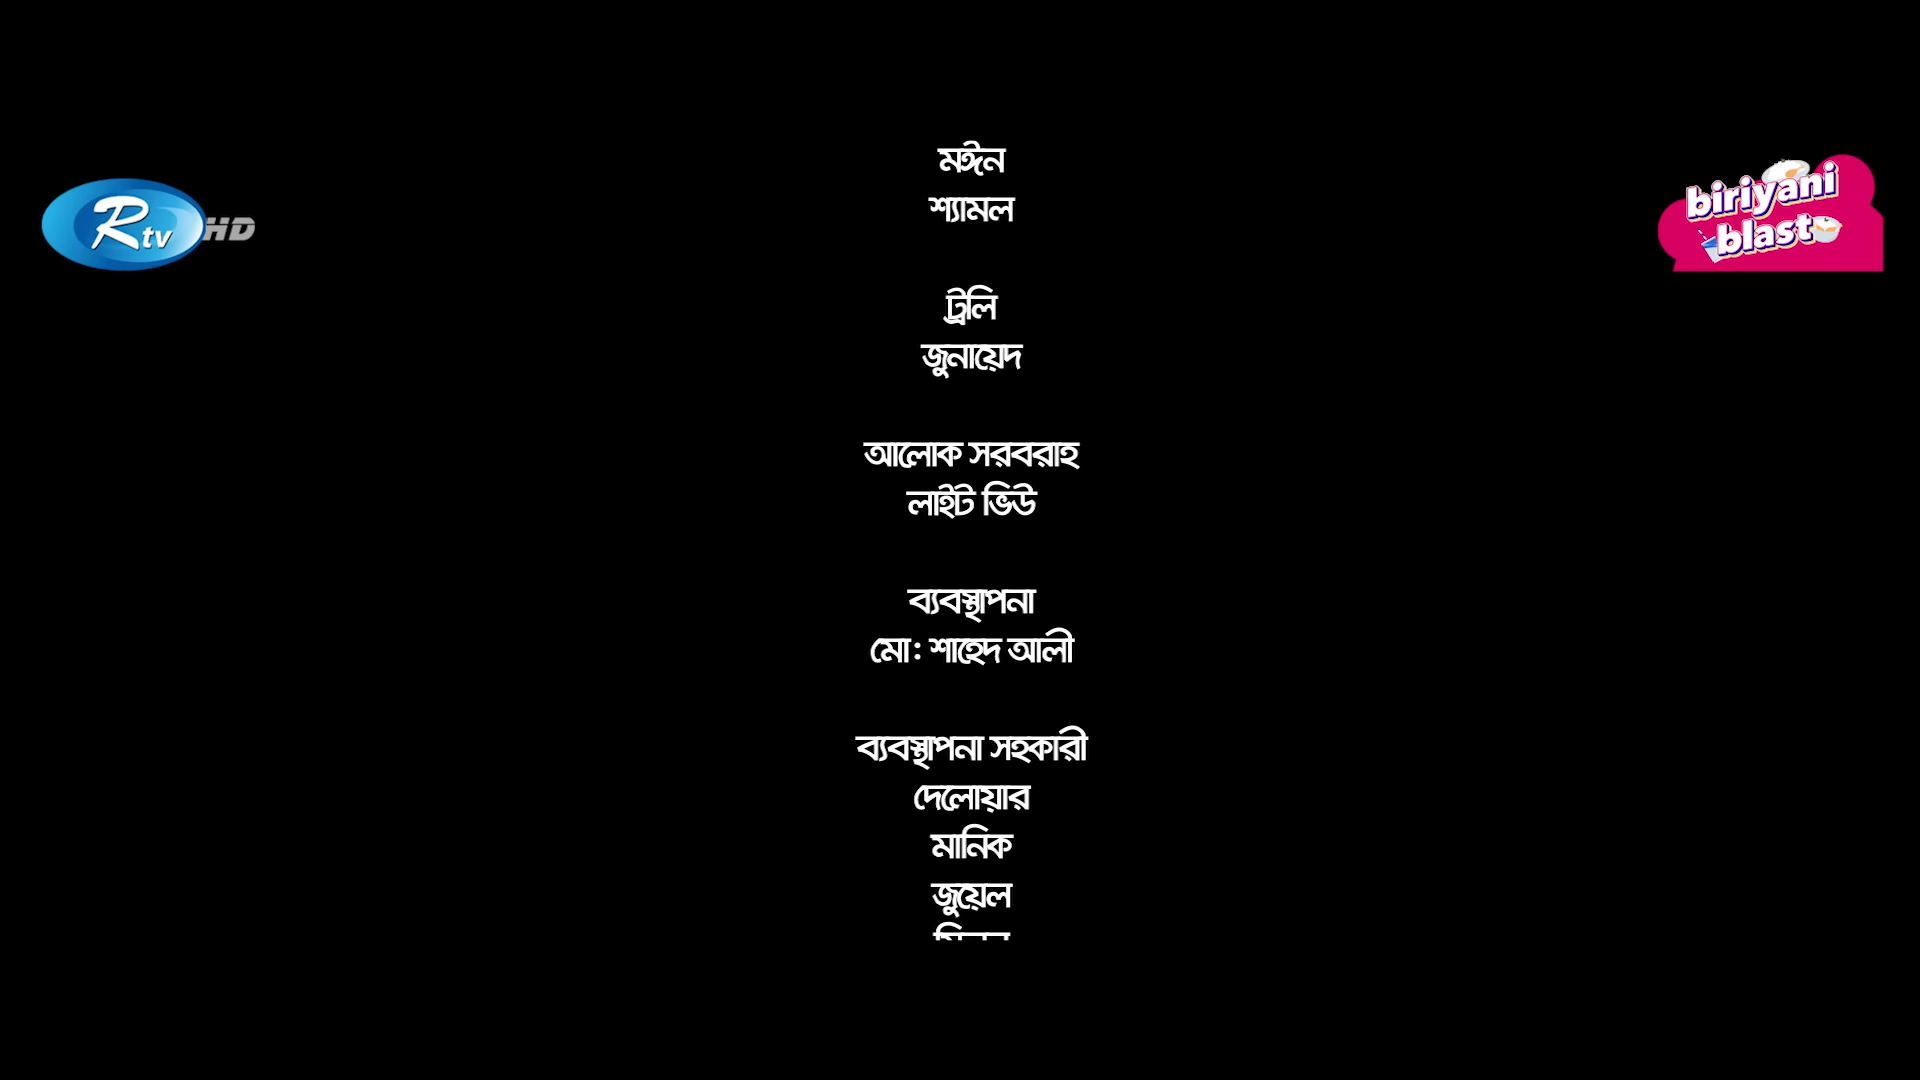 Rtv HD
biriyani
blast
মঈন
শ্যামল
ট্রলি
জুনায়েদ
আলোক সরবরাহ
লাইট ভিউ
ব্যবস্থাপনা
মো: শাহেদ আলী
ব্যবস্থাপনা সহকারী
দেলোয়ার
মানিক
জুয়েল